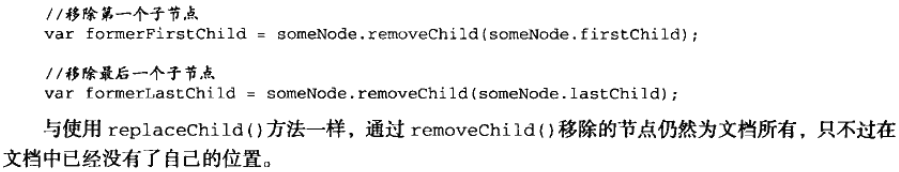 //移除第一个子节点
var formerFirstChild = someNode.removeChild(someNode.firstChild);
//移除最后一个子节点
var formerLastChild = someNode.removeChild(someNode.lastChild);
与使用 replaceChild()方法一样，通过 removeChild()移除的节点仍然为文档所有，只不过在
文档中已经没有了自己的位置。